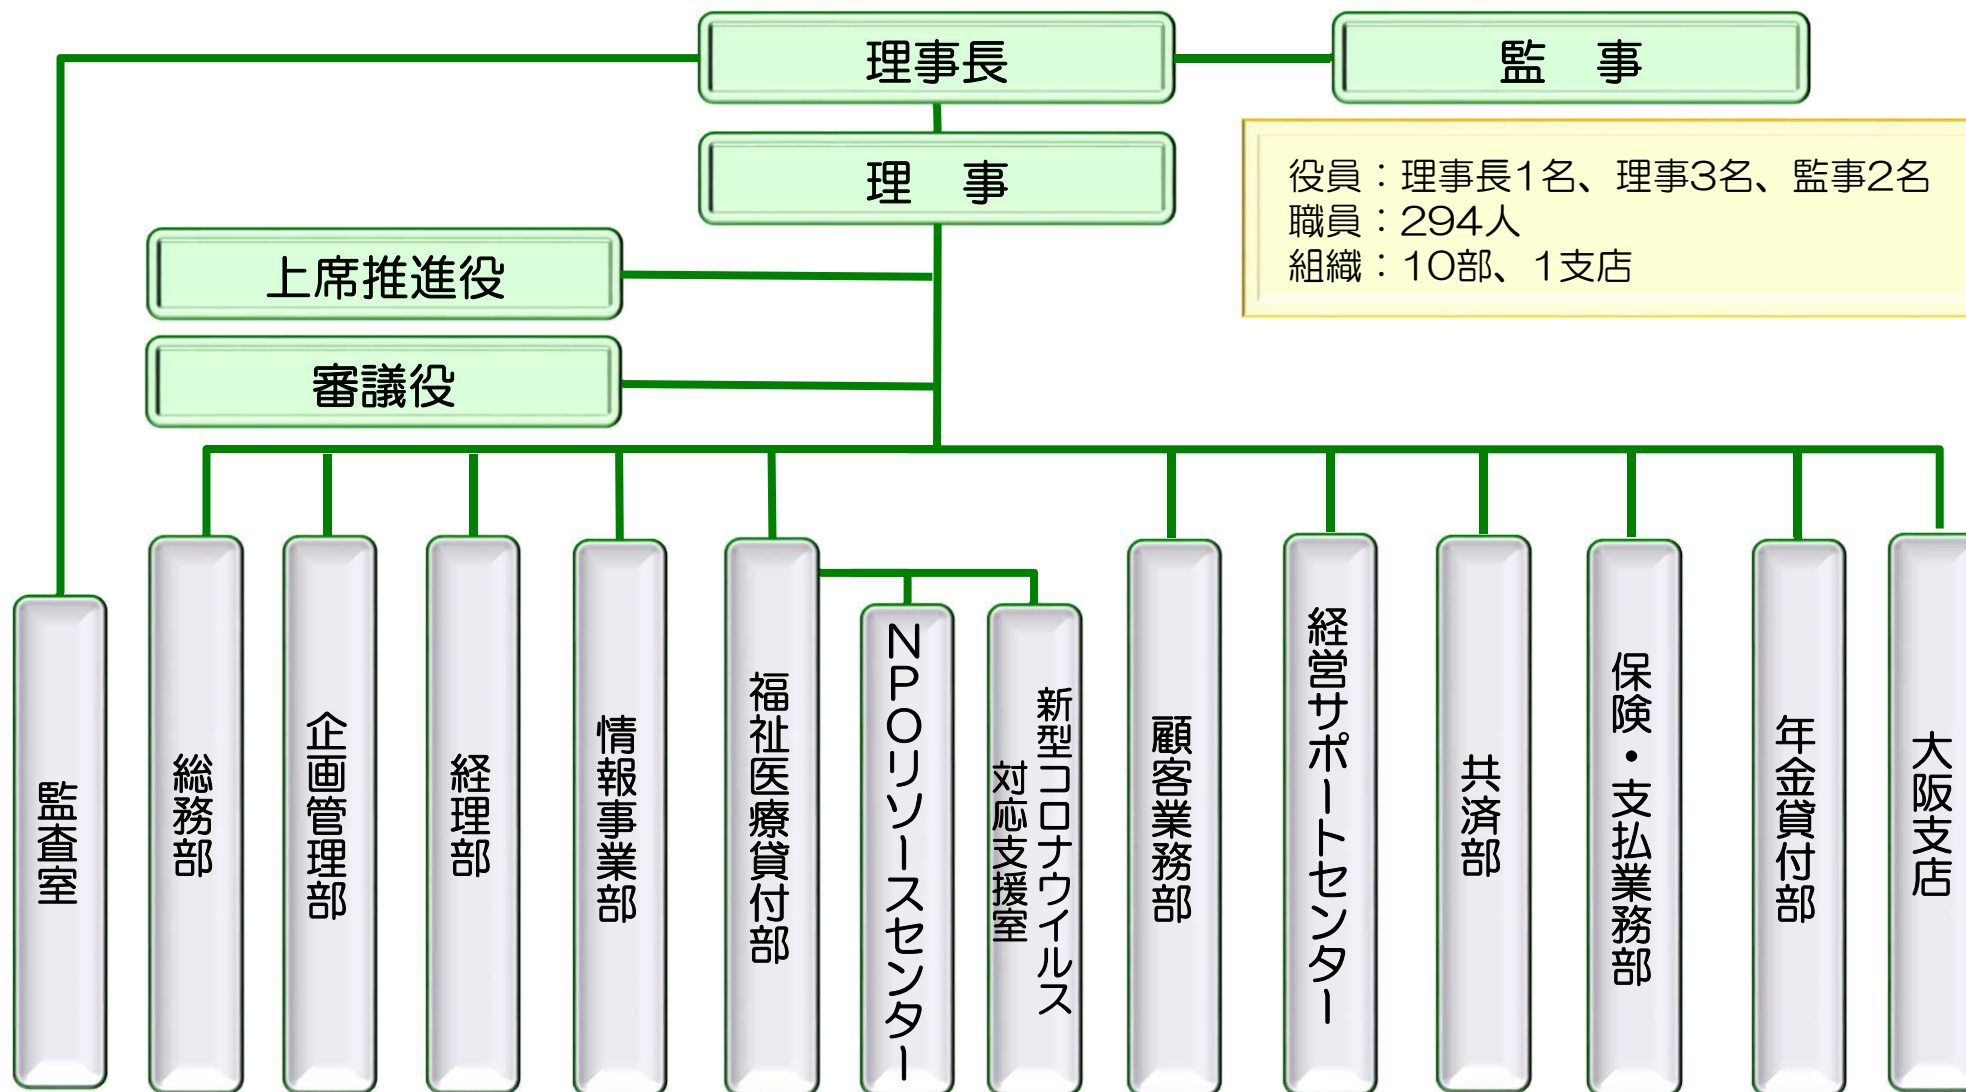 理事長
監　事
理　事
役員：理事長1名、理事3名、監事2名
職員：294人
組織：10部、1支店
上席推進役
審議役
監査室
総務部
企画管理部
経理部
情報事業部
福祉医療貸付部
NPOリソースセンター
新型コロナウイルス
対応支援室
顧客業務部
経営サポートセンター
共済部
保険・支払業務部
年金貸付部
大阪支店